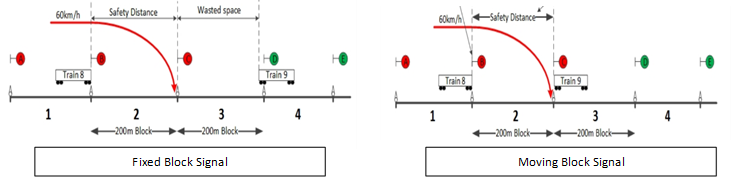 60km/h
Safety Distance
Wasted space
A
B
C
D
E
Train 8
Train 9
1
2
3
4
200m Block
200m Block
Fixed Block Signal
60km/h
Safety Distance
A
B
C
D
E
Train 8
Train 9
1
2
3
4
200m Block
200m Block
Moving Block Signal